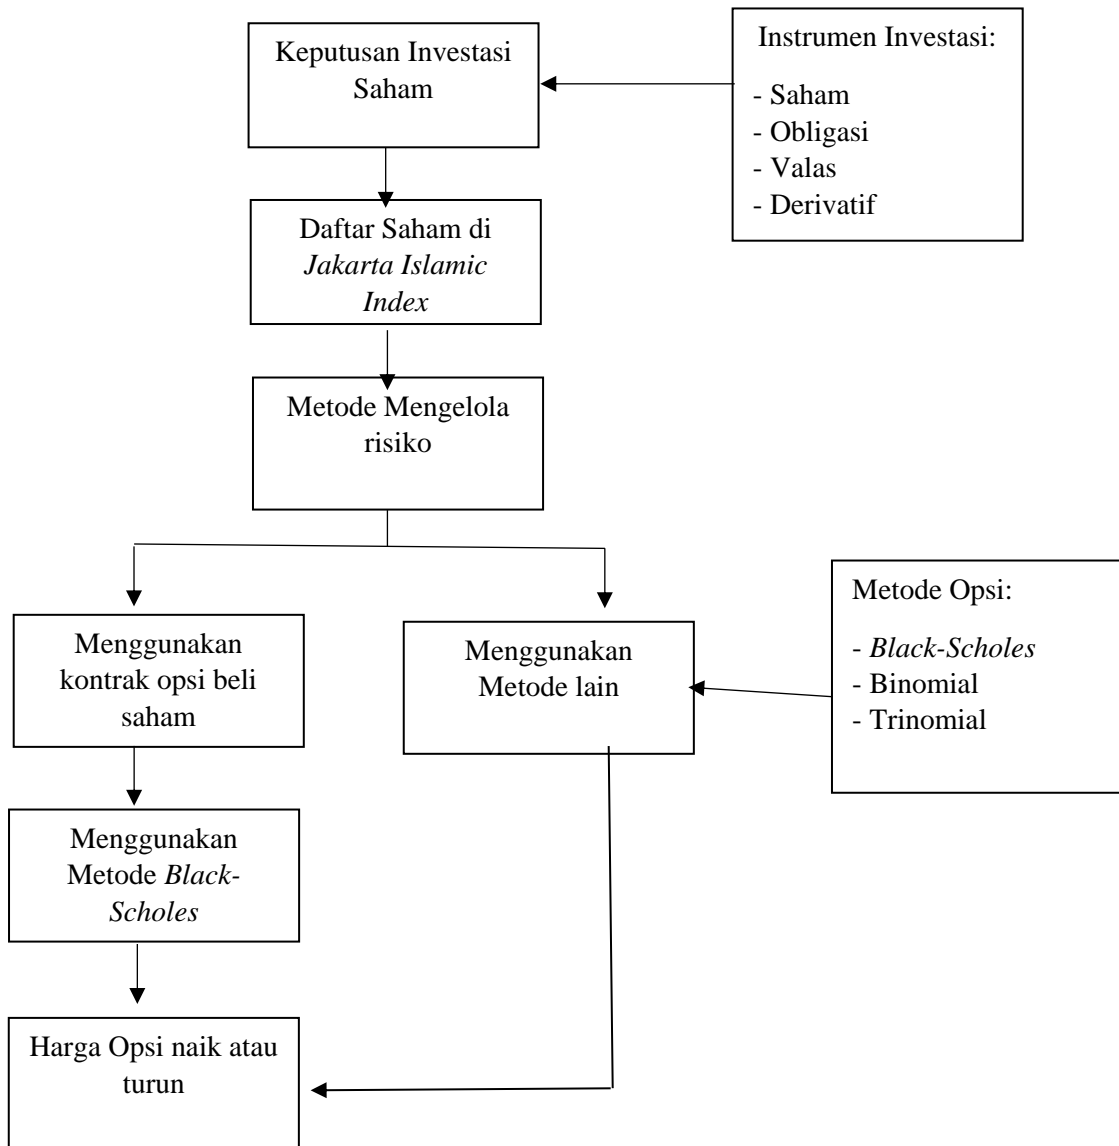 Keputusan Investasi
Saham
Instrumen Investasi:
- Saham
- Obligasi
- Valas
- Derivatif
Daftar Saham di
Jakarta Islamic
Index
Metode Mengelola
risiko
Menggunakan
kontrak opsi beli
saham
Menggunakan
Metode lain
Metode Opsi:
- Black-Scholes
- Binomial
- Trinomial
Menggunakan
Metode Black-
Scholes
Harga Opsi naik atau
turun